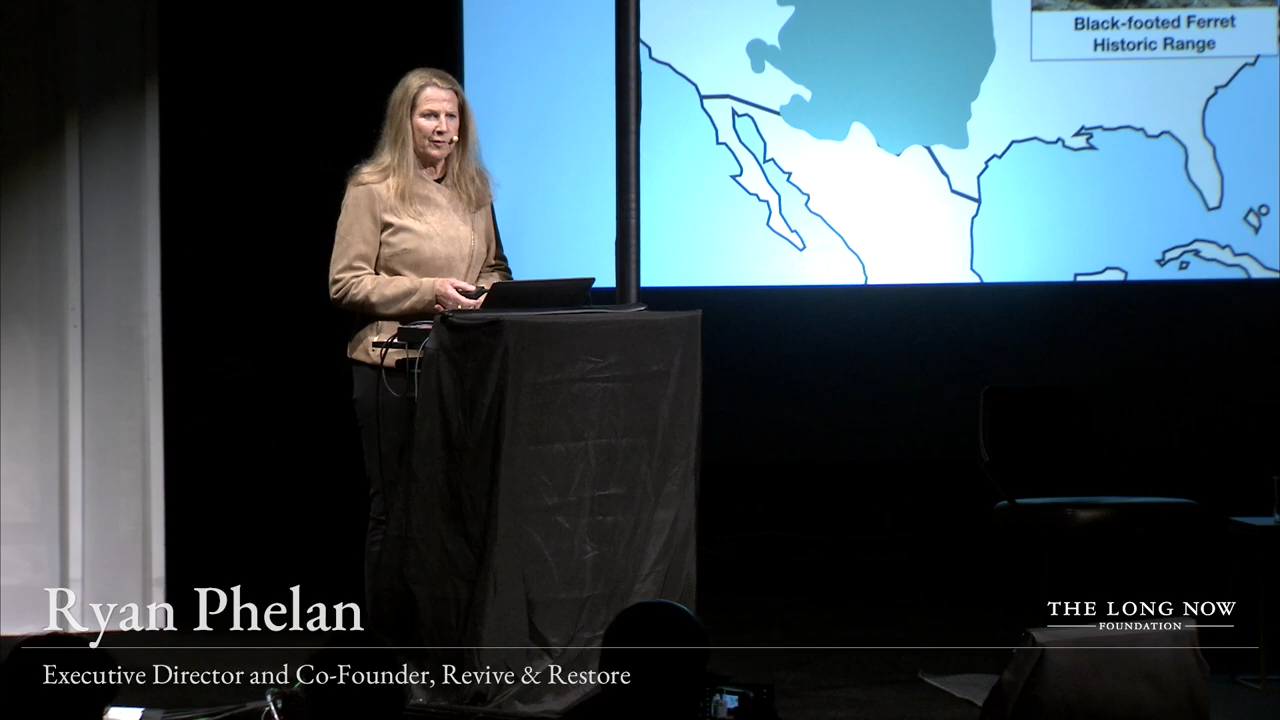 Black-footed Ferret
Historic Range
Ryan Phelan
THE LONG NOW
FOUNDATION
Executive Director and Co-Founder, Revive & Restore